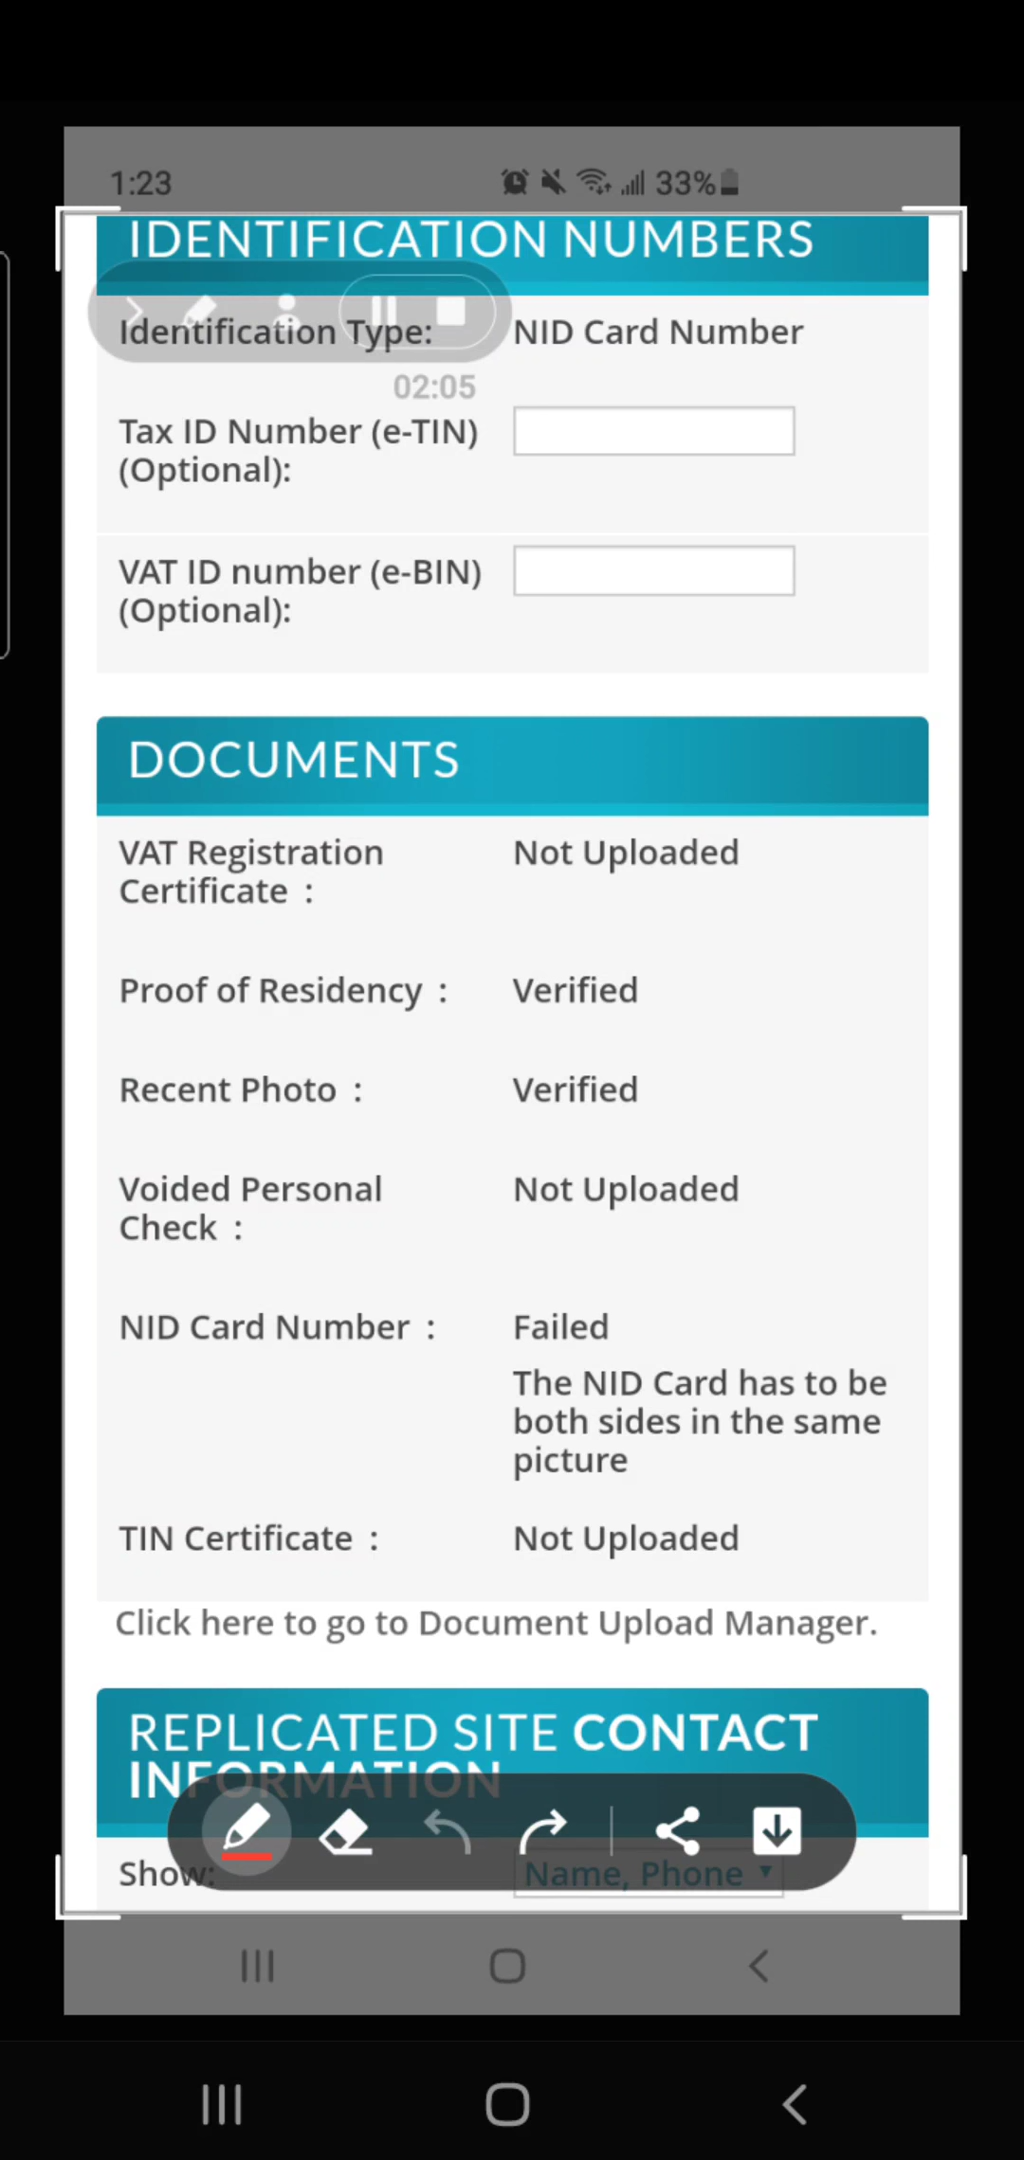 1:23 33%
IDENTIFICATION NUMBERS
Identification Type: NID Card Number
02:05
Tax ID Number (e-TIN)
(Optional):
VAT ID number (e-BIN)
(Optional):
DOCUMENTS
VAT Registration Not Uploaded
Certificate :
Proof of Residency : Verified
Recent Photo : Verified
Voided Personal Not Uploaded
Check :
NID Card Number : Failed
The NID Card has to be
both sides in the same
picture
TIN Certificate : Not Uploaded
Click here to go to Document Upload Manager.
REPLICATED SITE CONTACT
INFORMATION
Show: Name, Phone